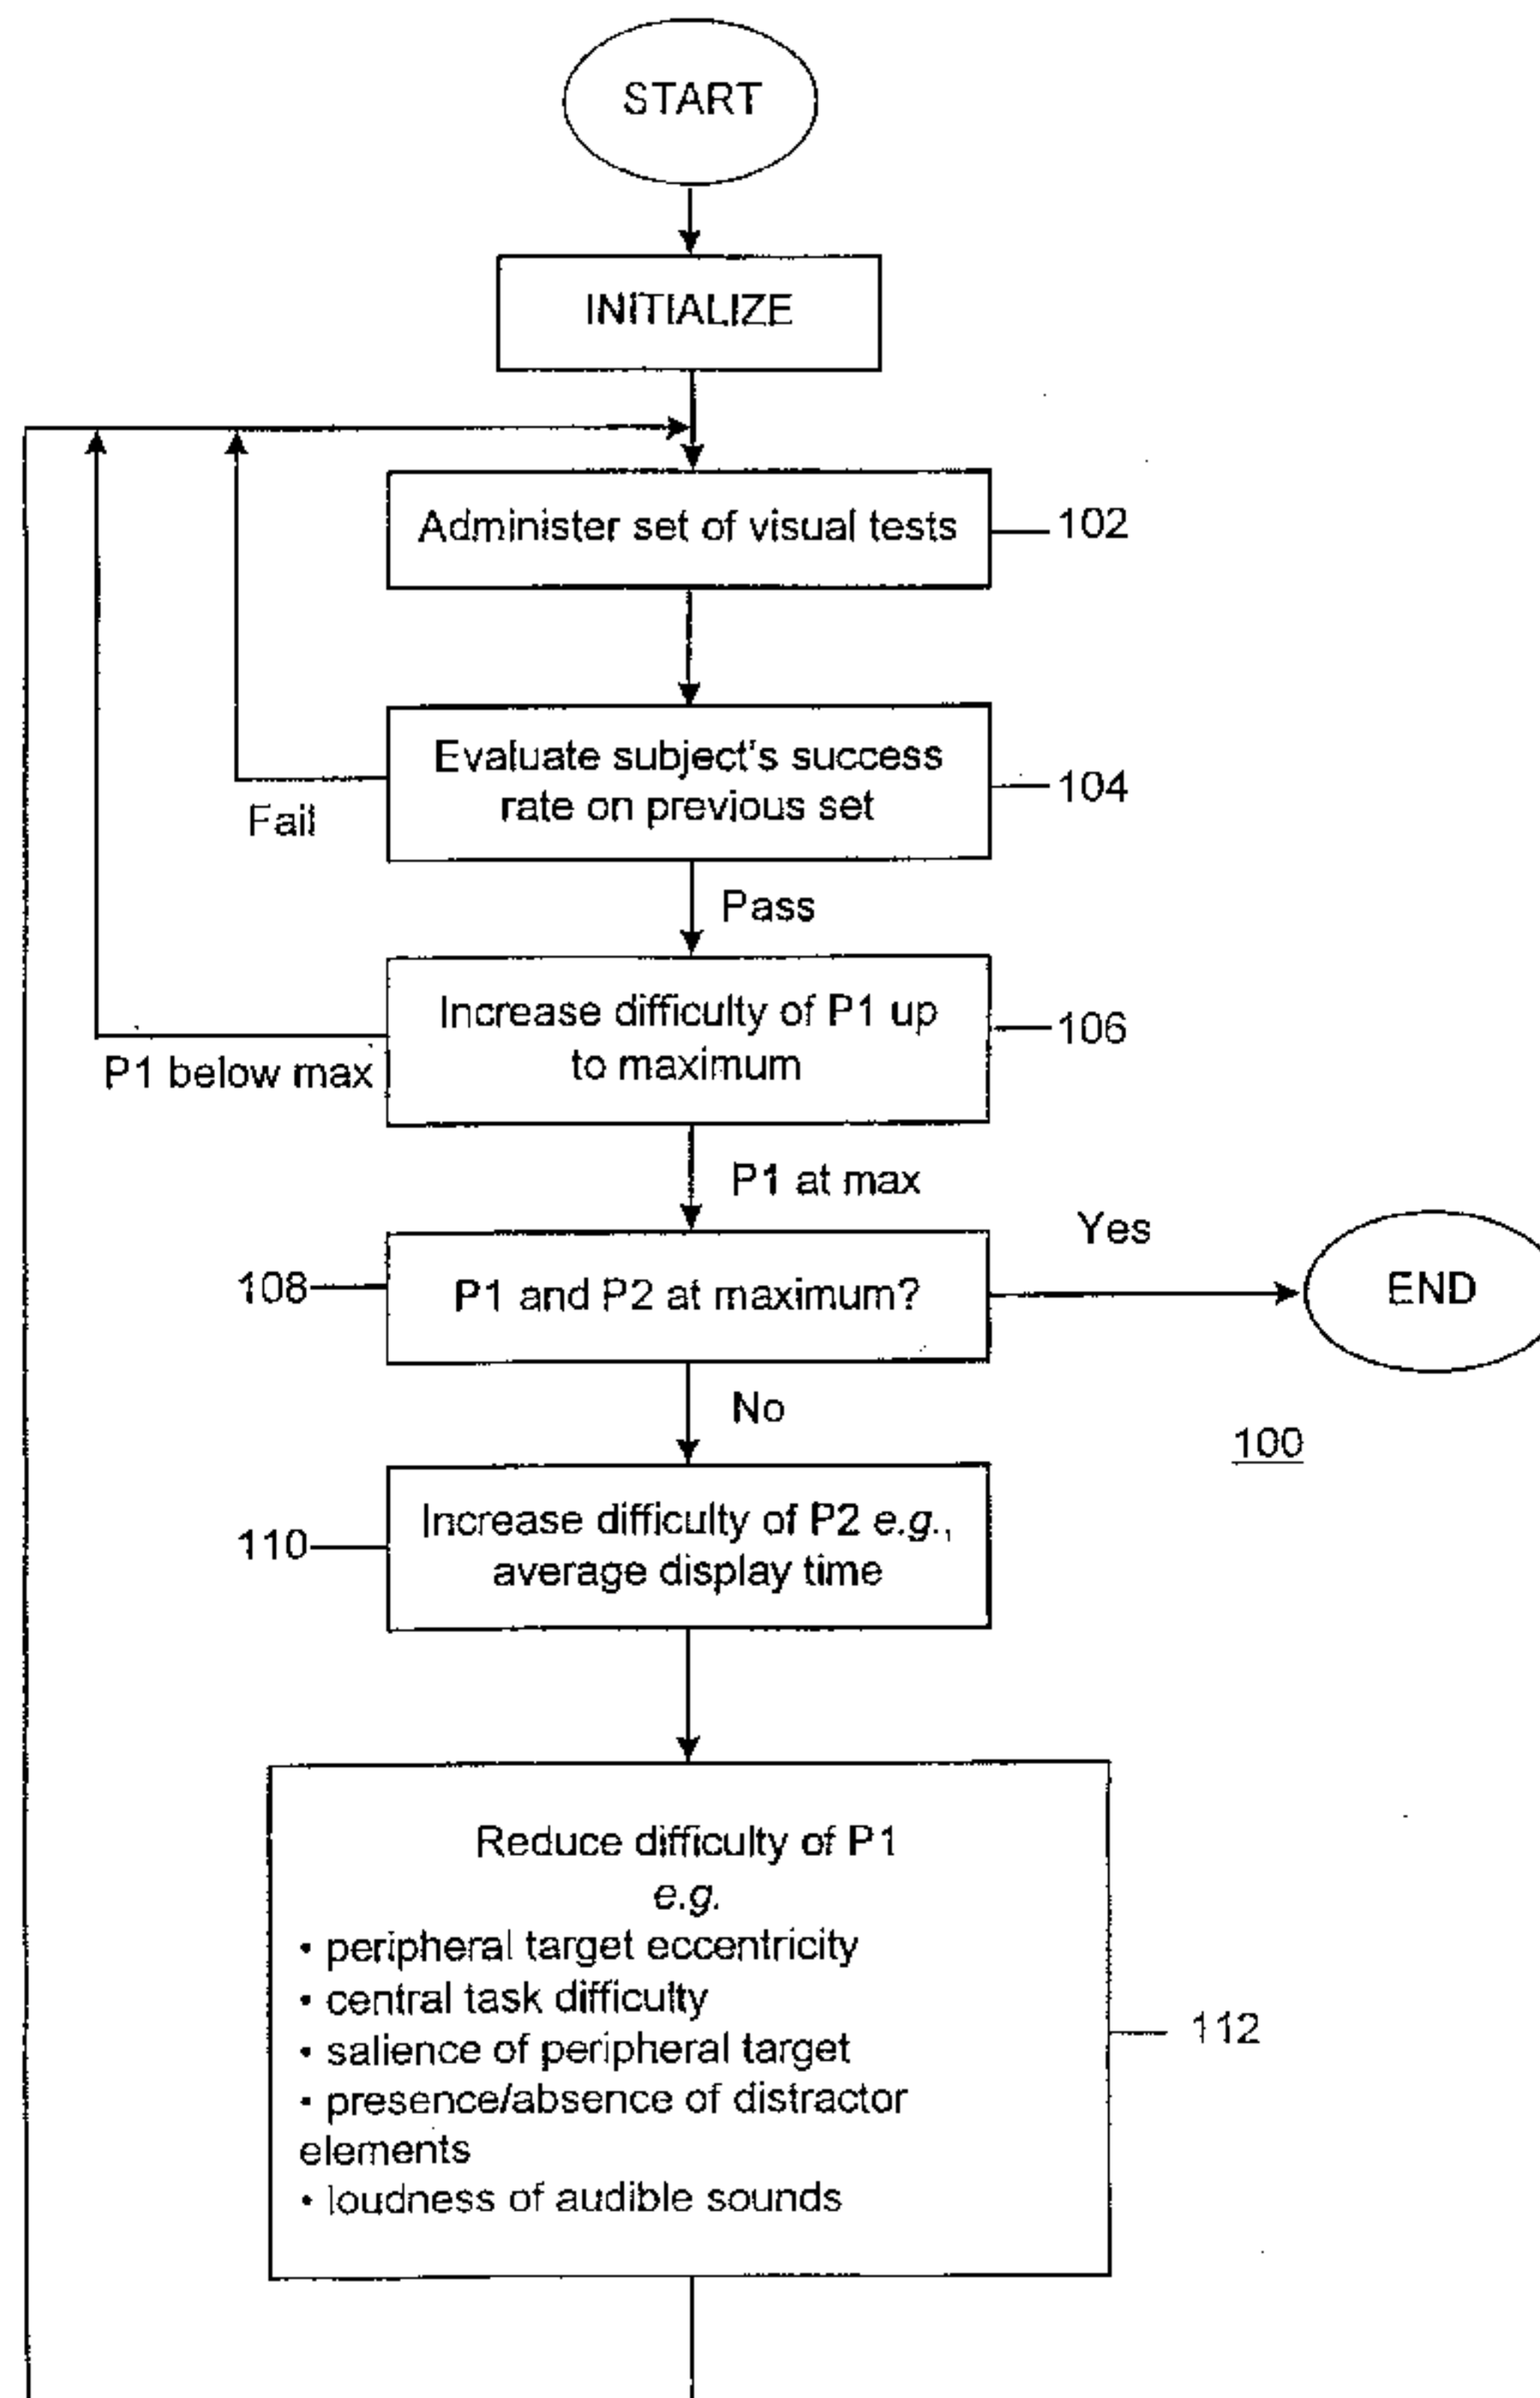 START
INITIALIZE
Administer set of visual tests
102
Evaluate subject's success
rate on previous set
104
Fail
Pass
Increase difficulty of P1 up
to maximum
106
P1 below max
P1 at max
Yes
108
P1 and P2 at maximum?
END
No
100
110
Increase difficulty of P2 e.g.,
average display time
Reduce difficulty of P1
e.g.
• peripheral target eccentricity
• central task difficulty
• salience of peripheral target
• presence/absence of distractor
elements
• loudness of audible sounds
112